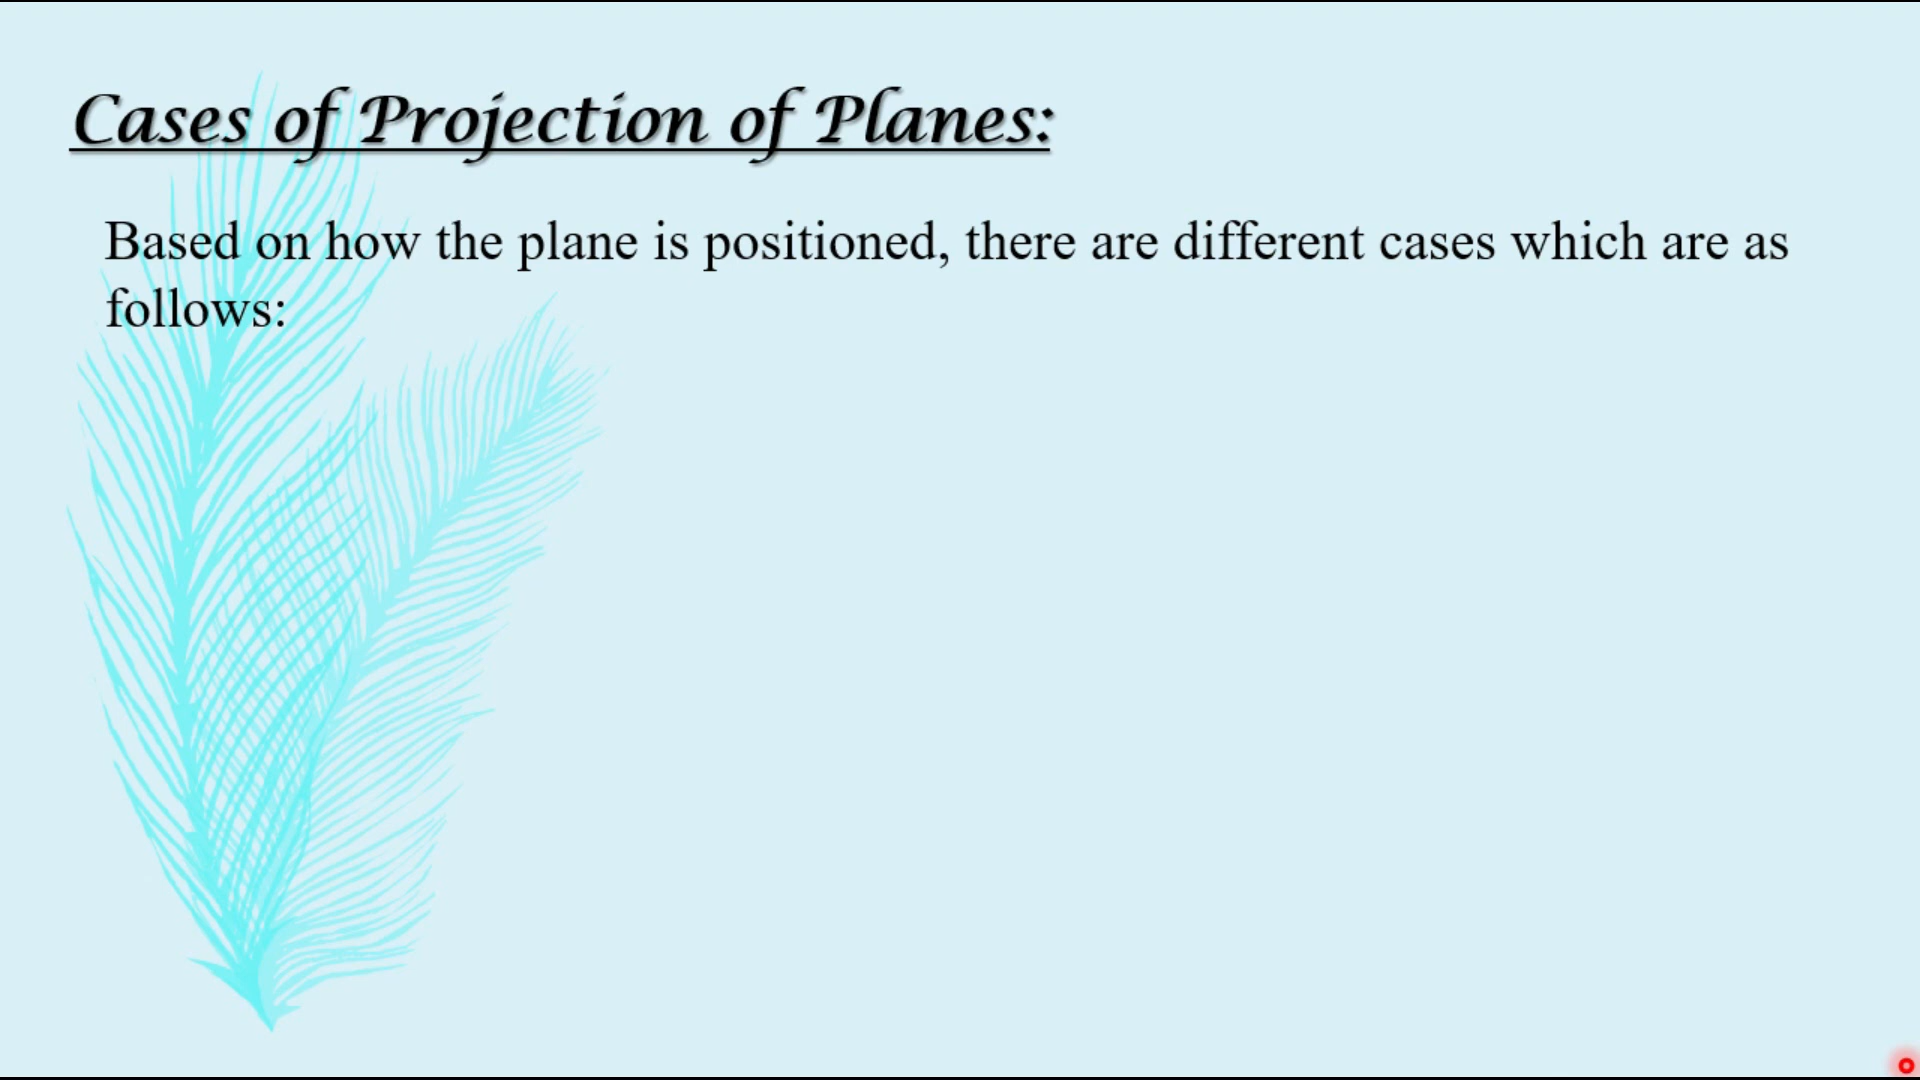 Cases of Projection of Planes:
Based on how the plane is positioned, there are different cases which are as
follows: